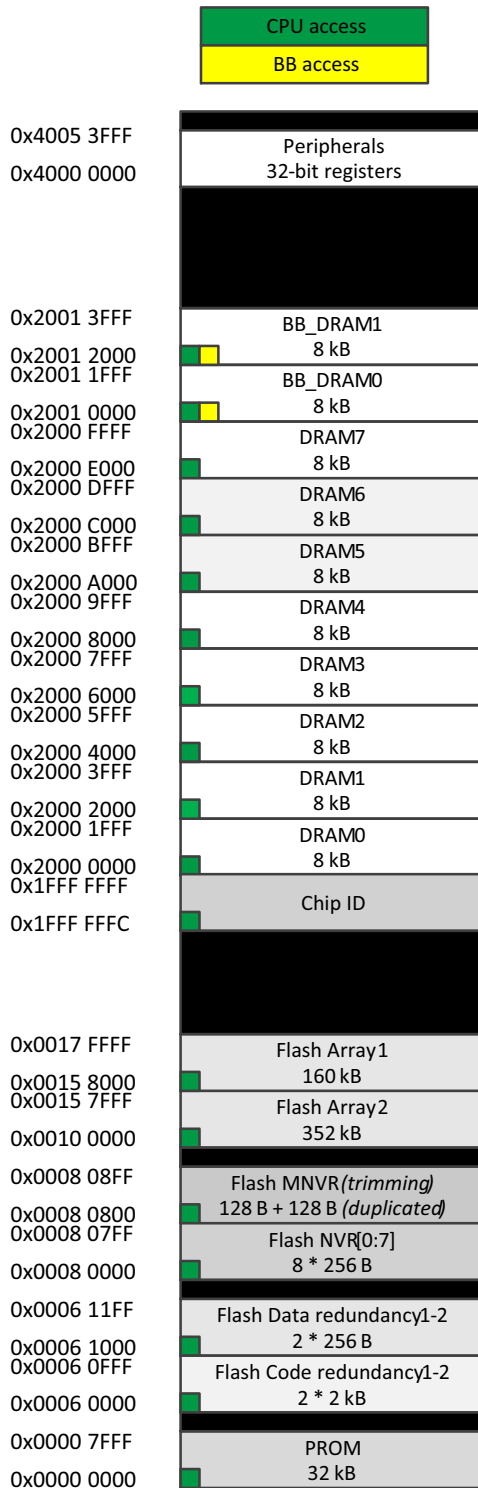 CPU access
BB access
0x4005 3FFF
Peripherals
0x4000 0000
32-bit registers
0x2001 3FFF
BB_DRAM1
0x2001 2000
8 kB
0x2001 1FFF
BB_DRAM0
0x2001 0000
8 kB
0x2000 FFFF
DRAM7
0x2000 E000
8 kB
0x2000 DFFF
DRAM6
0x2000 C000
8 kB
0x2000 BFFF
DRAM5
0x2000 A000
8 kB
0x2000 9FFF
DRAM4
0x2000 8000
8 kB
0x2000 7FFF
DRAM3
0x2000 6000
8 kB
0x2000 5FFF
DRAM2
0x2000 4000
8 kB
0x2000 3FFF
DRAM1
0x2000 2000
8 kB
0x2000 1FFF
DRAM0
0x2000 0000
8 kB
0x1FFF FFFF
Chip ID
0x1FFF FFFC
0x0017 FFFF
Flash Array1
0x0015 8000
160 kB
0x0015 7FFF
Flash Array2
0x0010 0000
352 kB
0x0008 08FF
Flash MNVR (trimming)
0x0008 0800
128 B + 128 B (duplicated)
0x0008 07FF
Flash NVR[0:7]
0x0008 0000
8 * 256 B
0x0006 11FF
Flash Data redundancy1-2
0x0006 1000
2 * 256 B
0x0006 0FFF
Flash Code redundancy1-2
0x0006 0000
2 * 2 kB
0x0000 7FFF
PROM
0x0000 0000
32 kB